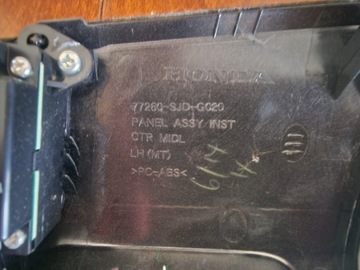 HONDA
77260-SJD-G020
PANEL ASSY INST
CTR MIDL
LH(MT)
>PC-ABS<